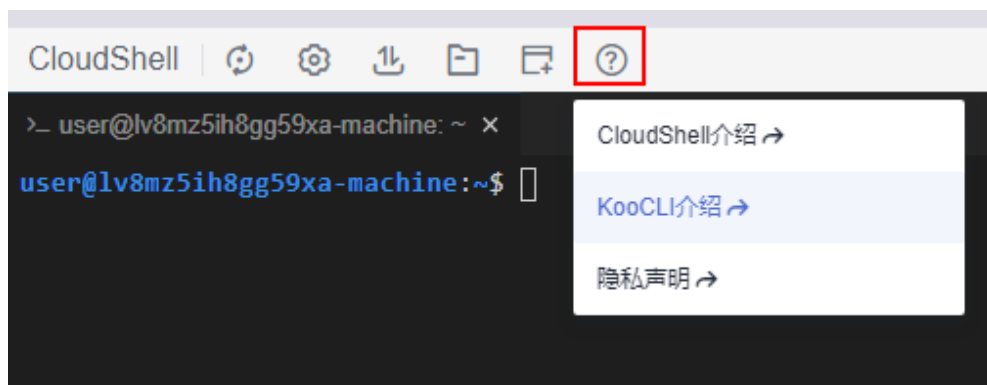 CloudShell
>_ user@lv8mz5ih8gg59xa-machine: ~ ×
user@lv8mz5ih8gg59xa-machine:~$
CloudShell介绍
KooCLI介绍
隐私声明